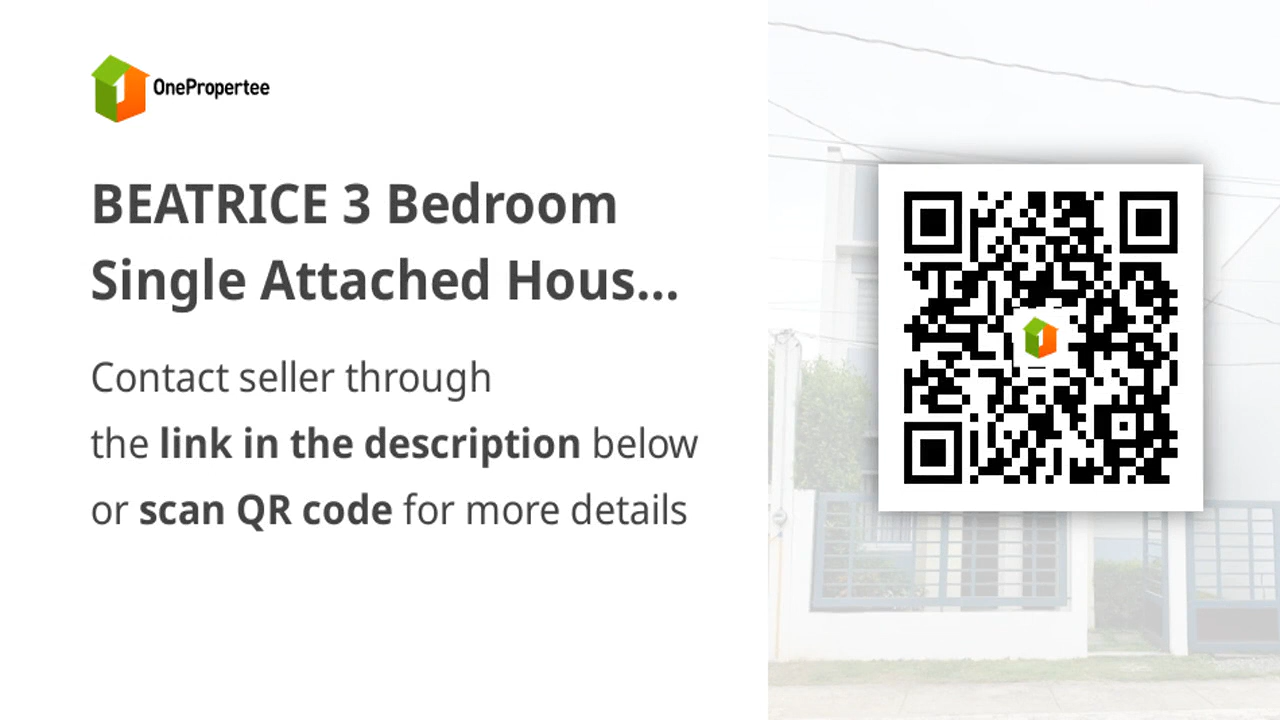 OnePropertee
BEATRICE 3 Bedroom
Single Attached Hous...
Contact seller through
the link in the description below
or scan QR code for more details